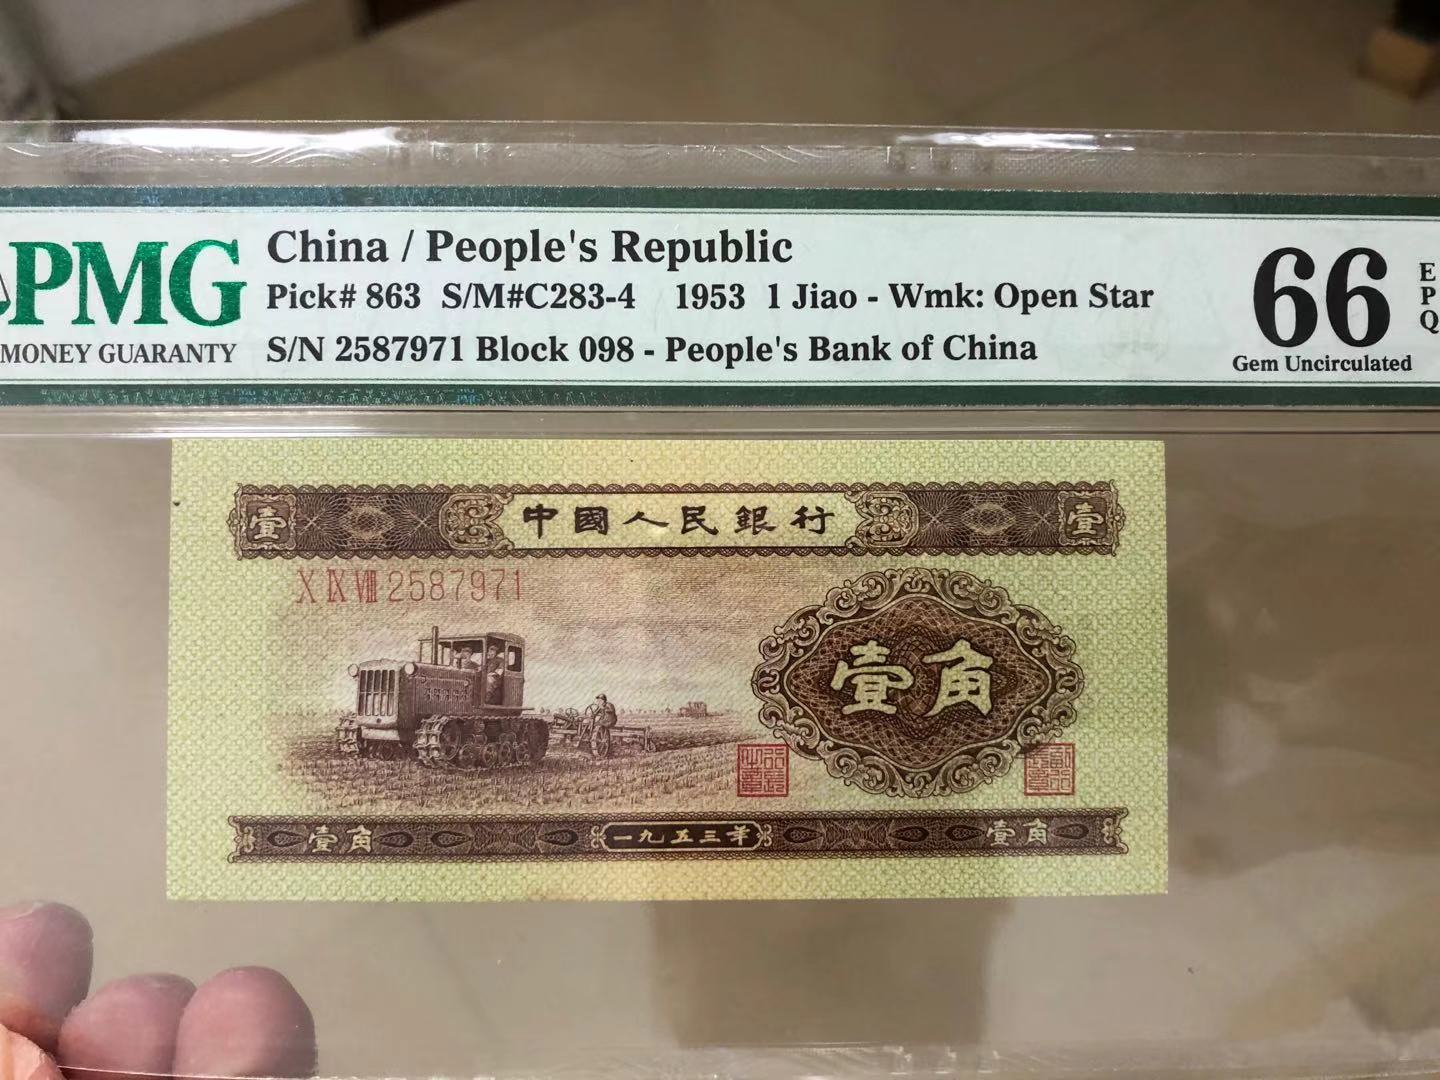 PMG
MONEY GUARANTY
China / People's Republic
Pick# 863 S/M#C283-4 1953 1 Jiao - Wmk: Open Star
S/N 2587971 Block 098 - People's Bank of China
66
EPQ
Gem Uncirculated
壹 中國人民銀行 壹
X IX VIII 2587971
壹角
壹角 一九五三年 壹角